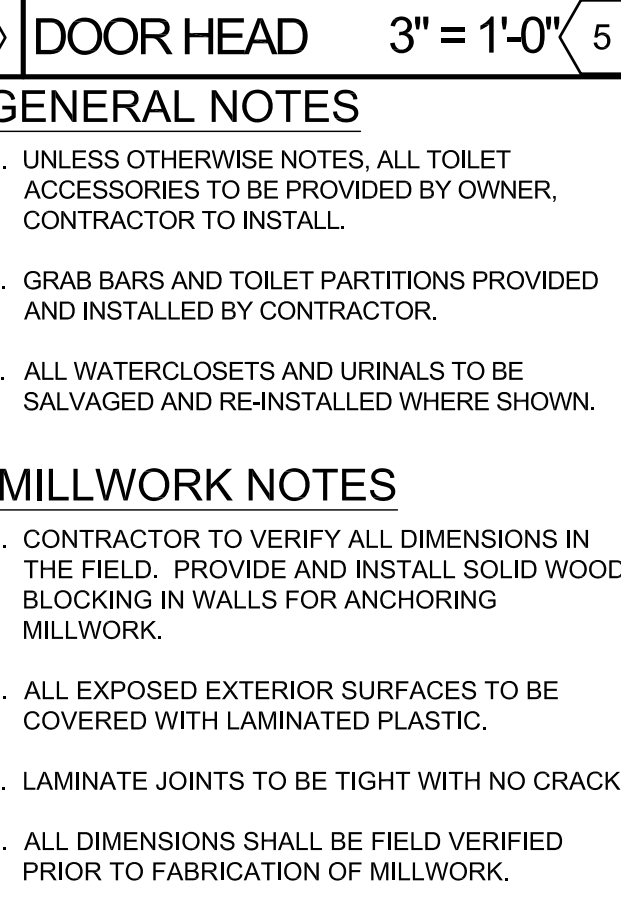 DOOR HEAD 3" = 1'-0" 5
GENERAL NOTES
. UNLESS OTHERWISE NOTES, ALL TOILET
ACCESSORIES TO BE PROVIDED BY OWNER,
CONTRACTOR TO INSTALL.
. GRAB BARS AND TOILET PARTITIONS PROVIDED
AND INSTALLED BY CONTRACTOR.
. ALL WATERCLOSETS AND URINALS TO BE
SALVAGED AND RE-INSTALLED WHERE SHOWN.
MILLWORK NOTES
. CONTRACTOR TO VERIFY ALL DIMENSIONS IN
THE FIELD. PROVIDE AND INSTALL SOLID WOOD
BLOCKING IN WALLS FOR ANCHORING
MILLWORK.
. ALL EXPOSED EXTERIOR SURFACES TO BE
COVERED WITH LAMINATED PLASTIC.
. LAMINATE JOINTS TO BE TIGHT WITH NO CRACK
. ALL DIMENSIONS SHALL BE FIELD VERIFIED
PRIOR TO FABRICATION OF MILLWORK.